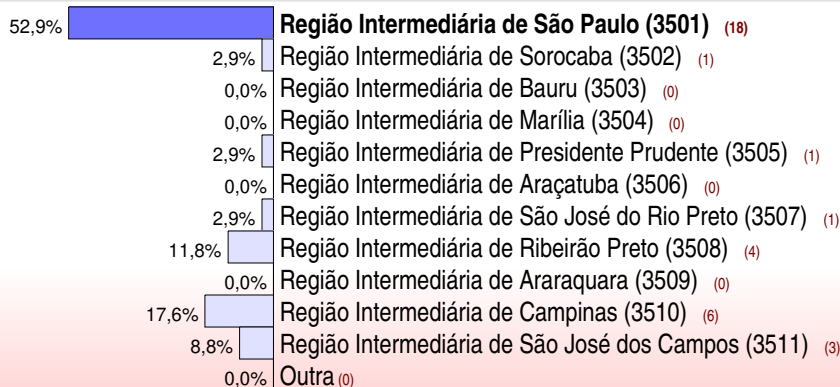 52,9% Região Intermediária de São Paulo (3501) (18)
2,9% Região Intermediária de Sorocaba (3502) (1)
0,0% Região Intermediária de Bauru (3503) (0)
0,0% Região Intermediária de Marília (3504) (0)
2,9% Região Intermediária de Presidente Prudente (3505) (1)
0,0% Região Intermediária de Araçatuba (3506) (0)
2,9% Região Intermediária de São José do Rio Preto (3507) (1)
11,8% Região Intermediária de Ribeirão Preto (3508) (4)
0,0% Região Intermediária de Araraquara (3509) (0)
17,6% Região Intermediária de Campinas (3510) (6)
8,8% Região Intermediária de São José dos Campos (3511) (3)
0,0% Outra (0)